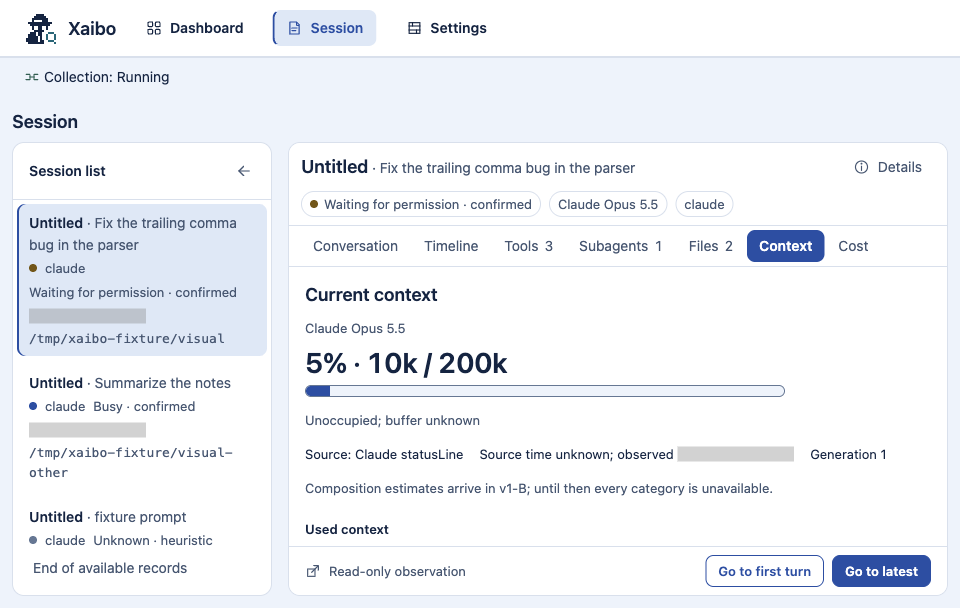 Xaibo
Dashboard
Session
Settings
Collection: Running
Session
Session list
Untitled · Fix the trailing comma
bug in the parser
claude
Waiting for permission · confirmed
/tmp/xaibo-fixture/visual
Untitled · Summarize the notes
claude Busy · confirmed
/tmp/xaibo-fixture/visual-
other
Untitled · fixture prompt
claude Unknown · heuristic
End of available records
Untitled · Fix the trailing comma bug in the parser
Details
Waiting for permission · confirmed
Claude Opus 5.5
claude
Conversation
Timeline
Tools 3
Subagents 1
Files 2
Context
Cost
Current context
Claude Opus 5.5
5% · 10k / 200k
Unoccupied; buffer unknown
Source: Claude statusLine Source time unknown; observed Generation 1
Composition estimates arrive in v1-B; until then every category is unavailable.
Used context
Read-only observation
Go to first turn
Go to latest